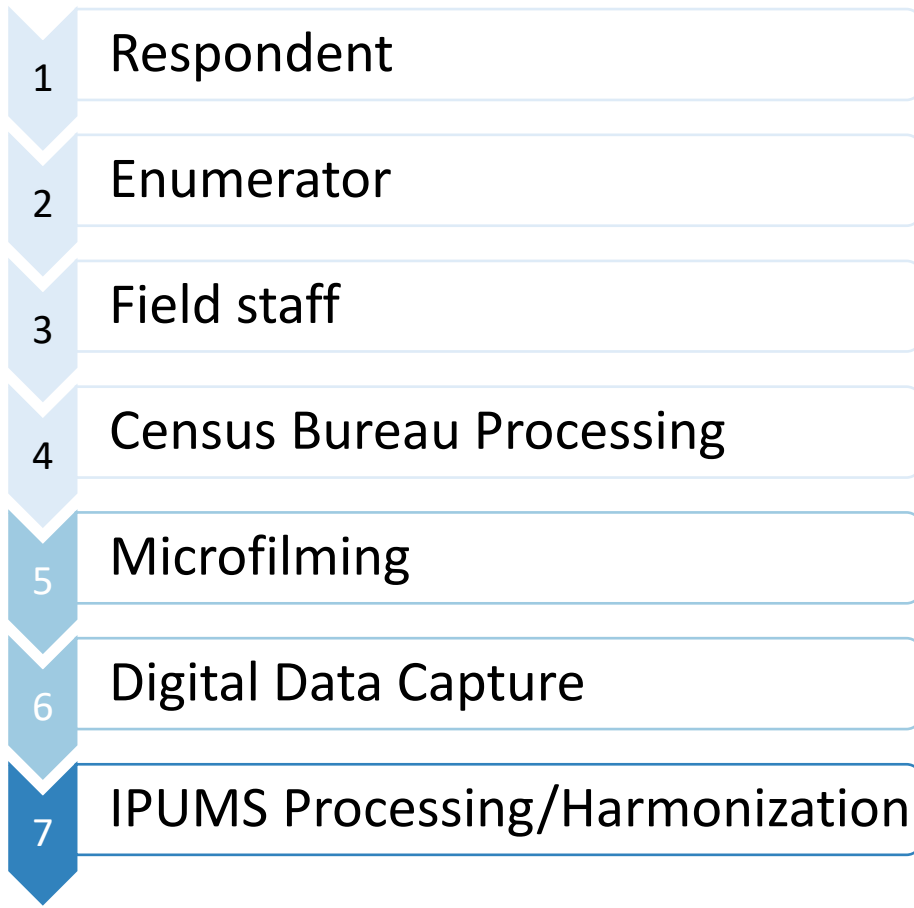 1 Respondent
2 Enumerator
3 Field staff
4 Census Bureau Processing
5 Microfilming
6 Digital Data Capture
7 IPUMS Processing/Harmonization